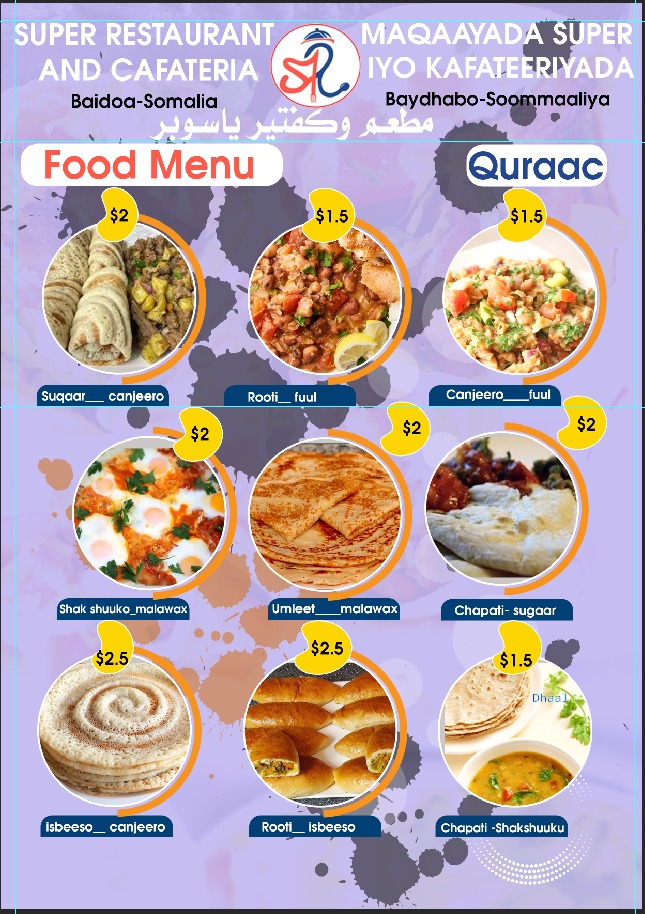 SUPER RESTAURANT
AND CAFATERIA
Baidoa-Somalia
MAQAAYADA SUPER
IYO KAFATEERIYADA
Baydhabo-Soommaaliya
مطعم وكفتير ياسوبر
Food Menu
Quraac
$2
$1.5
$1.5
Suqaar___ canjeero
Rooti__ fuul
Canjeero____fuul
$2
$2
$2
Shak shuuko_malawax
Umleet____malawax
Chapati- sugaar
$2.5
$2.5
$1.5
Dhaal
isbeeso__ canjeero
Rooti__ isbeeso
Chapati -Shakshuuku